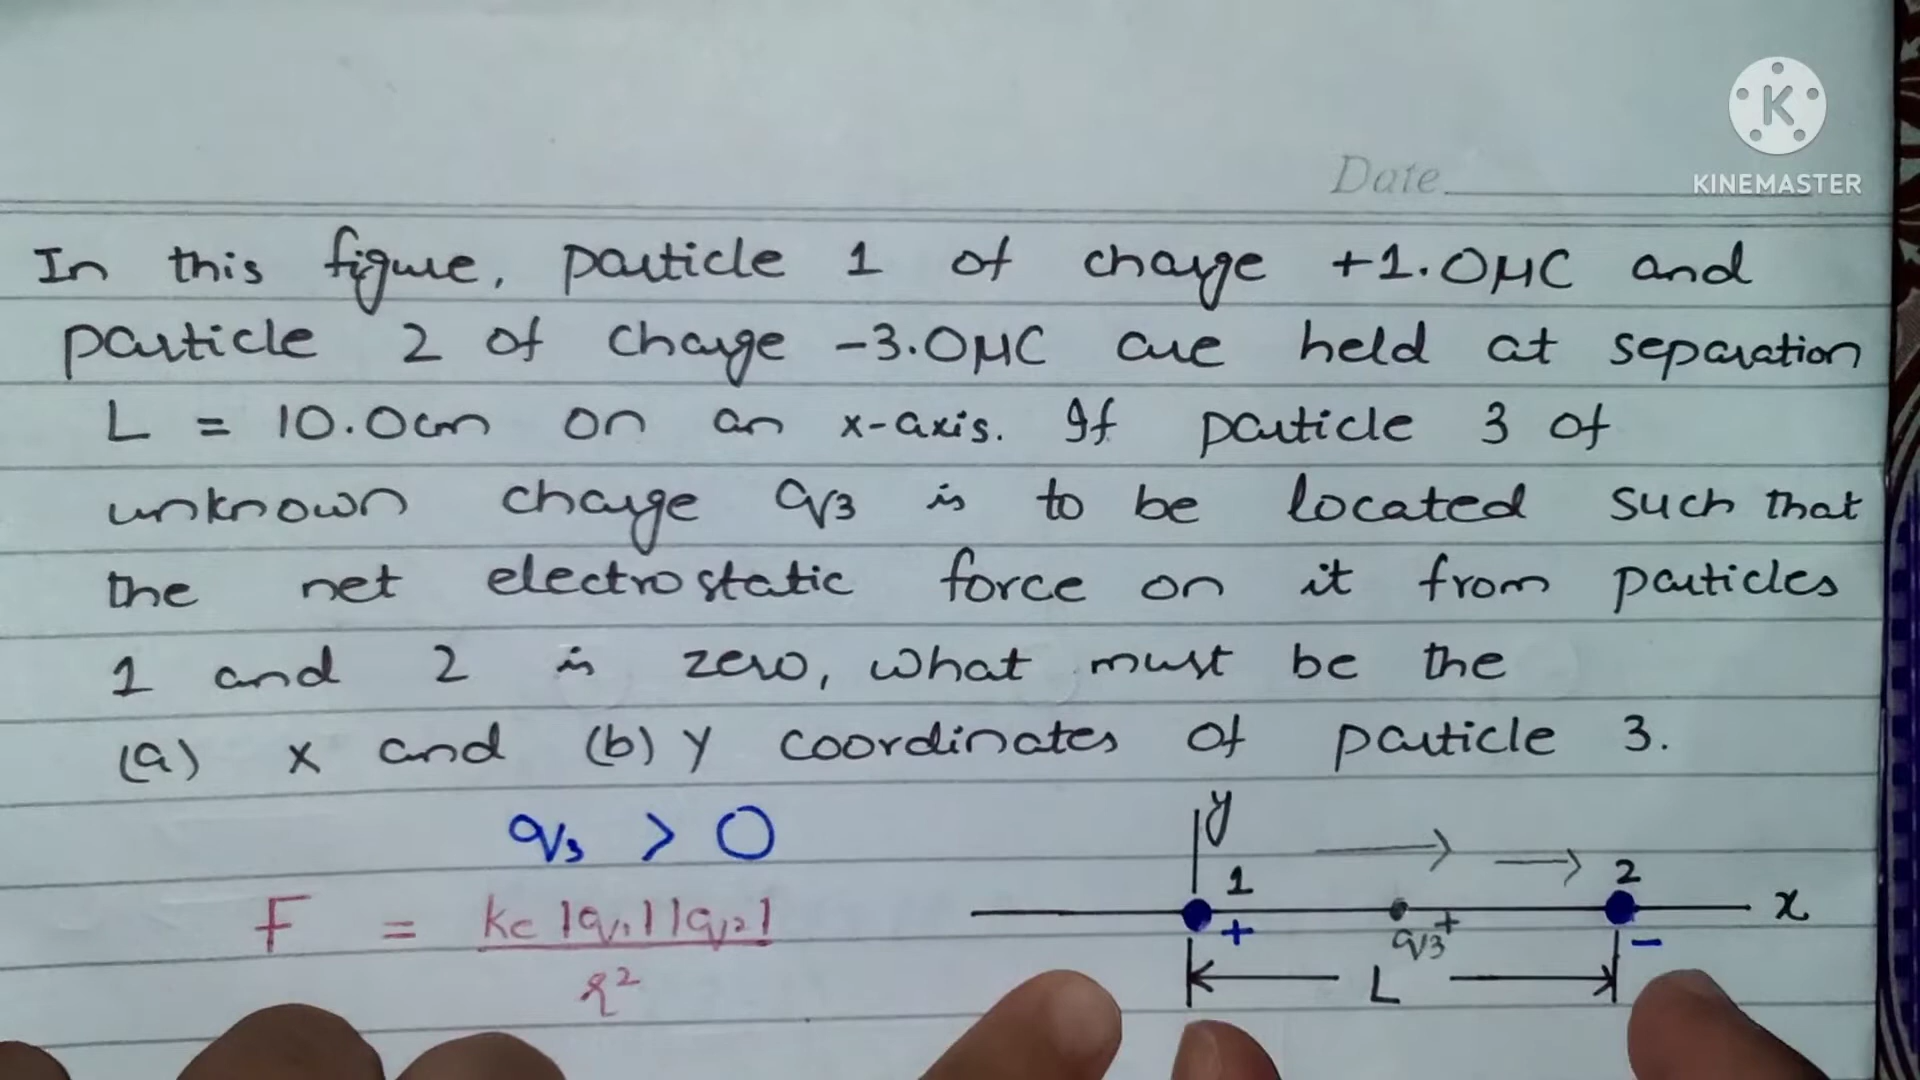 K
KINEMASTER
Date
In this figure, particle 1 of charge +1.0μC and
particle 2 of charge -3.0μC are held at separation
L = 10.0cm on an x-axis. If particle 3 of
unknown charge q3 is to be located such that
the net electrostatic force on it from particles
1 and 2 is zero, what must be the
(a) x and (b) y coordinates of particle 3.
q3 > 0
F = ke |q1| |q2| / r²
y
1 2
x
+ q3+ -
L